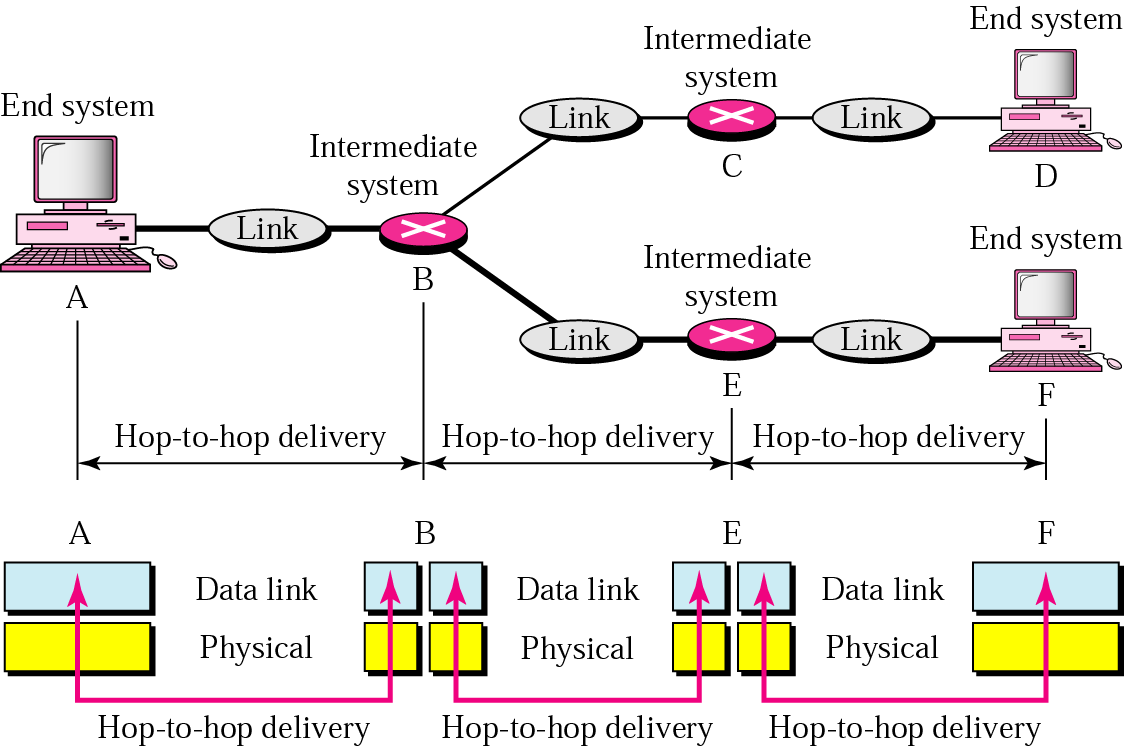 End system
Intermediate
system
Link
Link
D
C
End system
Intermediate
system
Link
B
A
End system
Intermediate
system
Link
Link
E
F
Hop-to-hop delivery
Hop-to-hop delivery
Hop-to-hop delivery
A
B
E
F
Data link
Data link
Data link
Physical
Physical
Physical
Hop-to-hop delivery
Hop-to-hop delivery
Hop-to-hop delivery